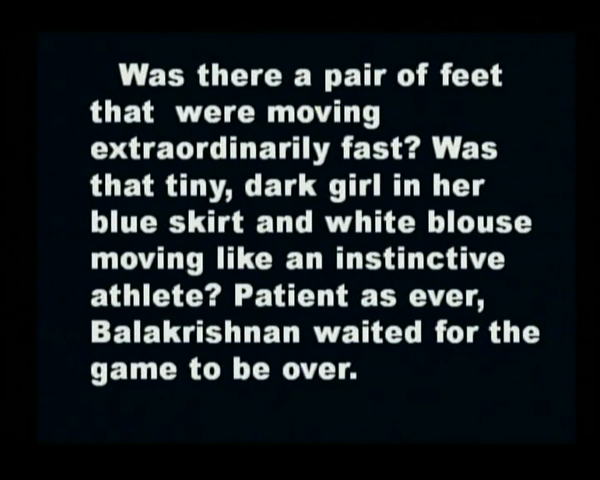 Was there a pair of feet
that were moving
extraordinarily fast? Was
that tiny, dark girl in her
blue skirt and white blouse
moving like an instinctive
athlete? Patient as ever,
Balakrishnan waited for the
game to be over.